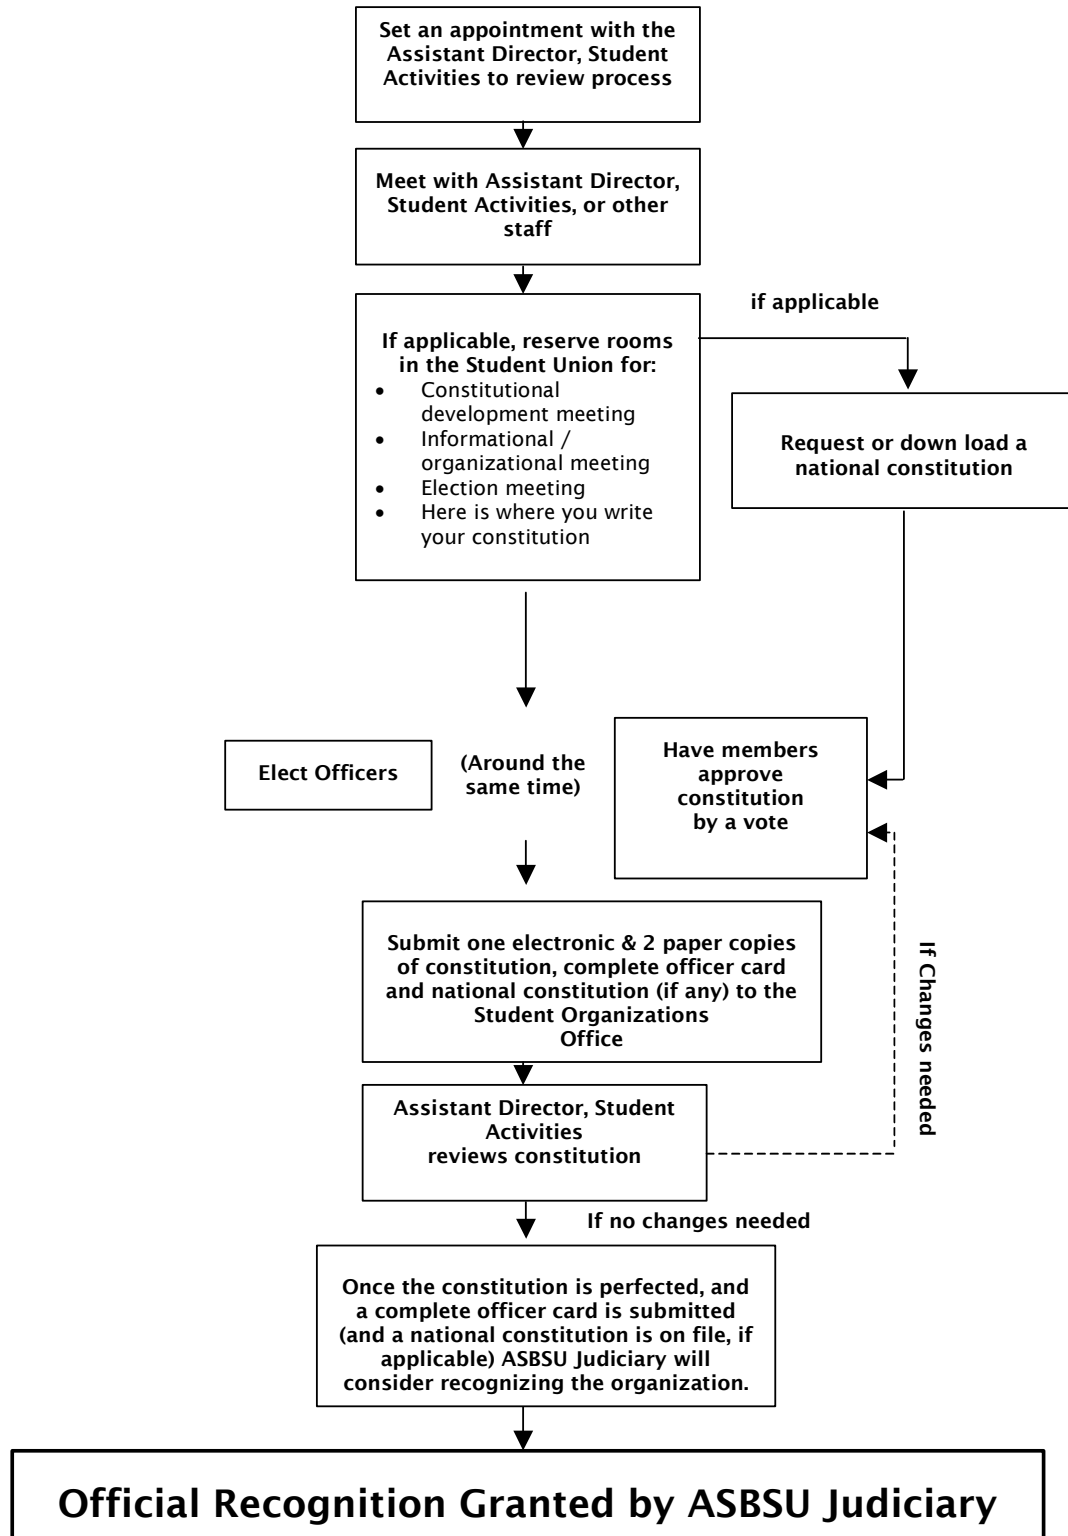 Set an appointment with the
Assistant Director, Student
Activities to review process
Meet with Assistant Director,
Student Activities, or other
staff
if applicable
If applicable, reserve rooms
in the Student Union for:
• Constitutional
development meeting
• Informational /
organizational meeting
• Election meeting
• Here is where you write
your constitution
Request or down load a
national constitution
Elect Officers
(Around the
same time)
Have members
approve
constitution
by a vote
Submit one electronic & 2 paper copies
of constitution, complete officer card
and national constitution (if any) to the
Student Organizations
Office
If Changes needed
Assistant Director, Student
Activities
reviews constitution
If no changes needed
Once the constitution is perfected, and
a complete officer card is submitted
(and a national constitution is on file, if
applicable) ASBSU Judiciary will
consider recognizing the organization.
Official Recognition Granted by ASBSU Judiciary